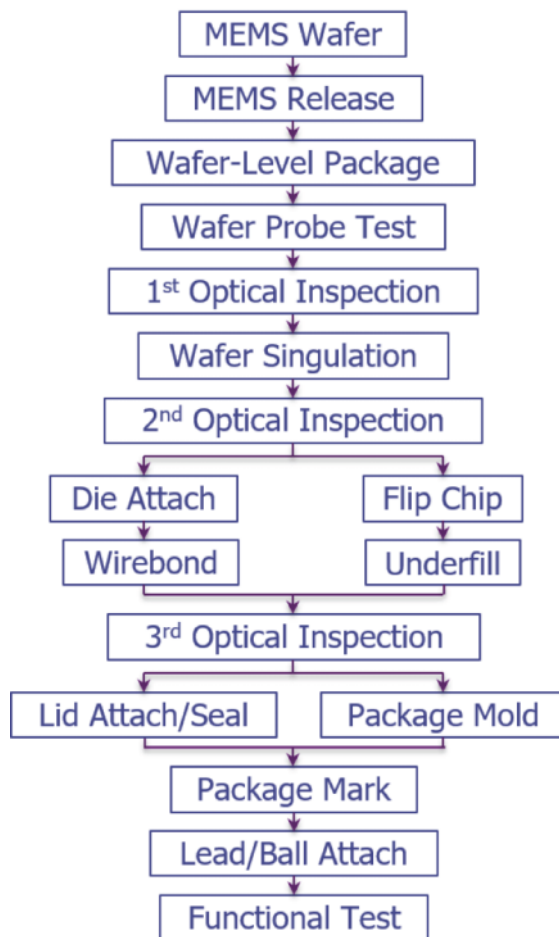 MEMS Wafer
MEMS Release
Wafer-Level Package
Wafer Probe Test
1st Optical Inspection
Wafer Singulation
2nd Optical Inspection
Die Attach
Flip Chip
Wirebond
Underfill
3rd Optical Inspection
Lid Attach/Seal
Package Mold
Package Mark
Lead/Ball Attach
Functional Test